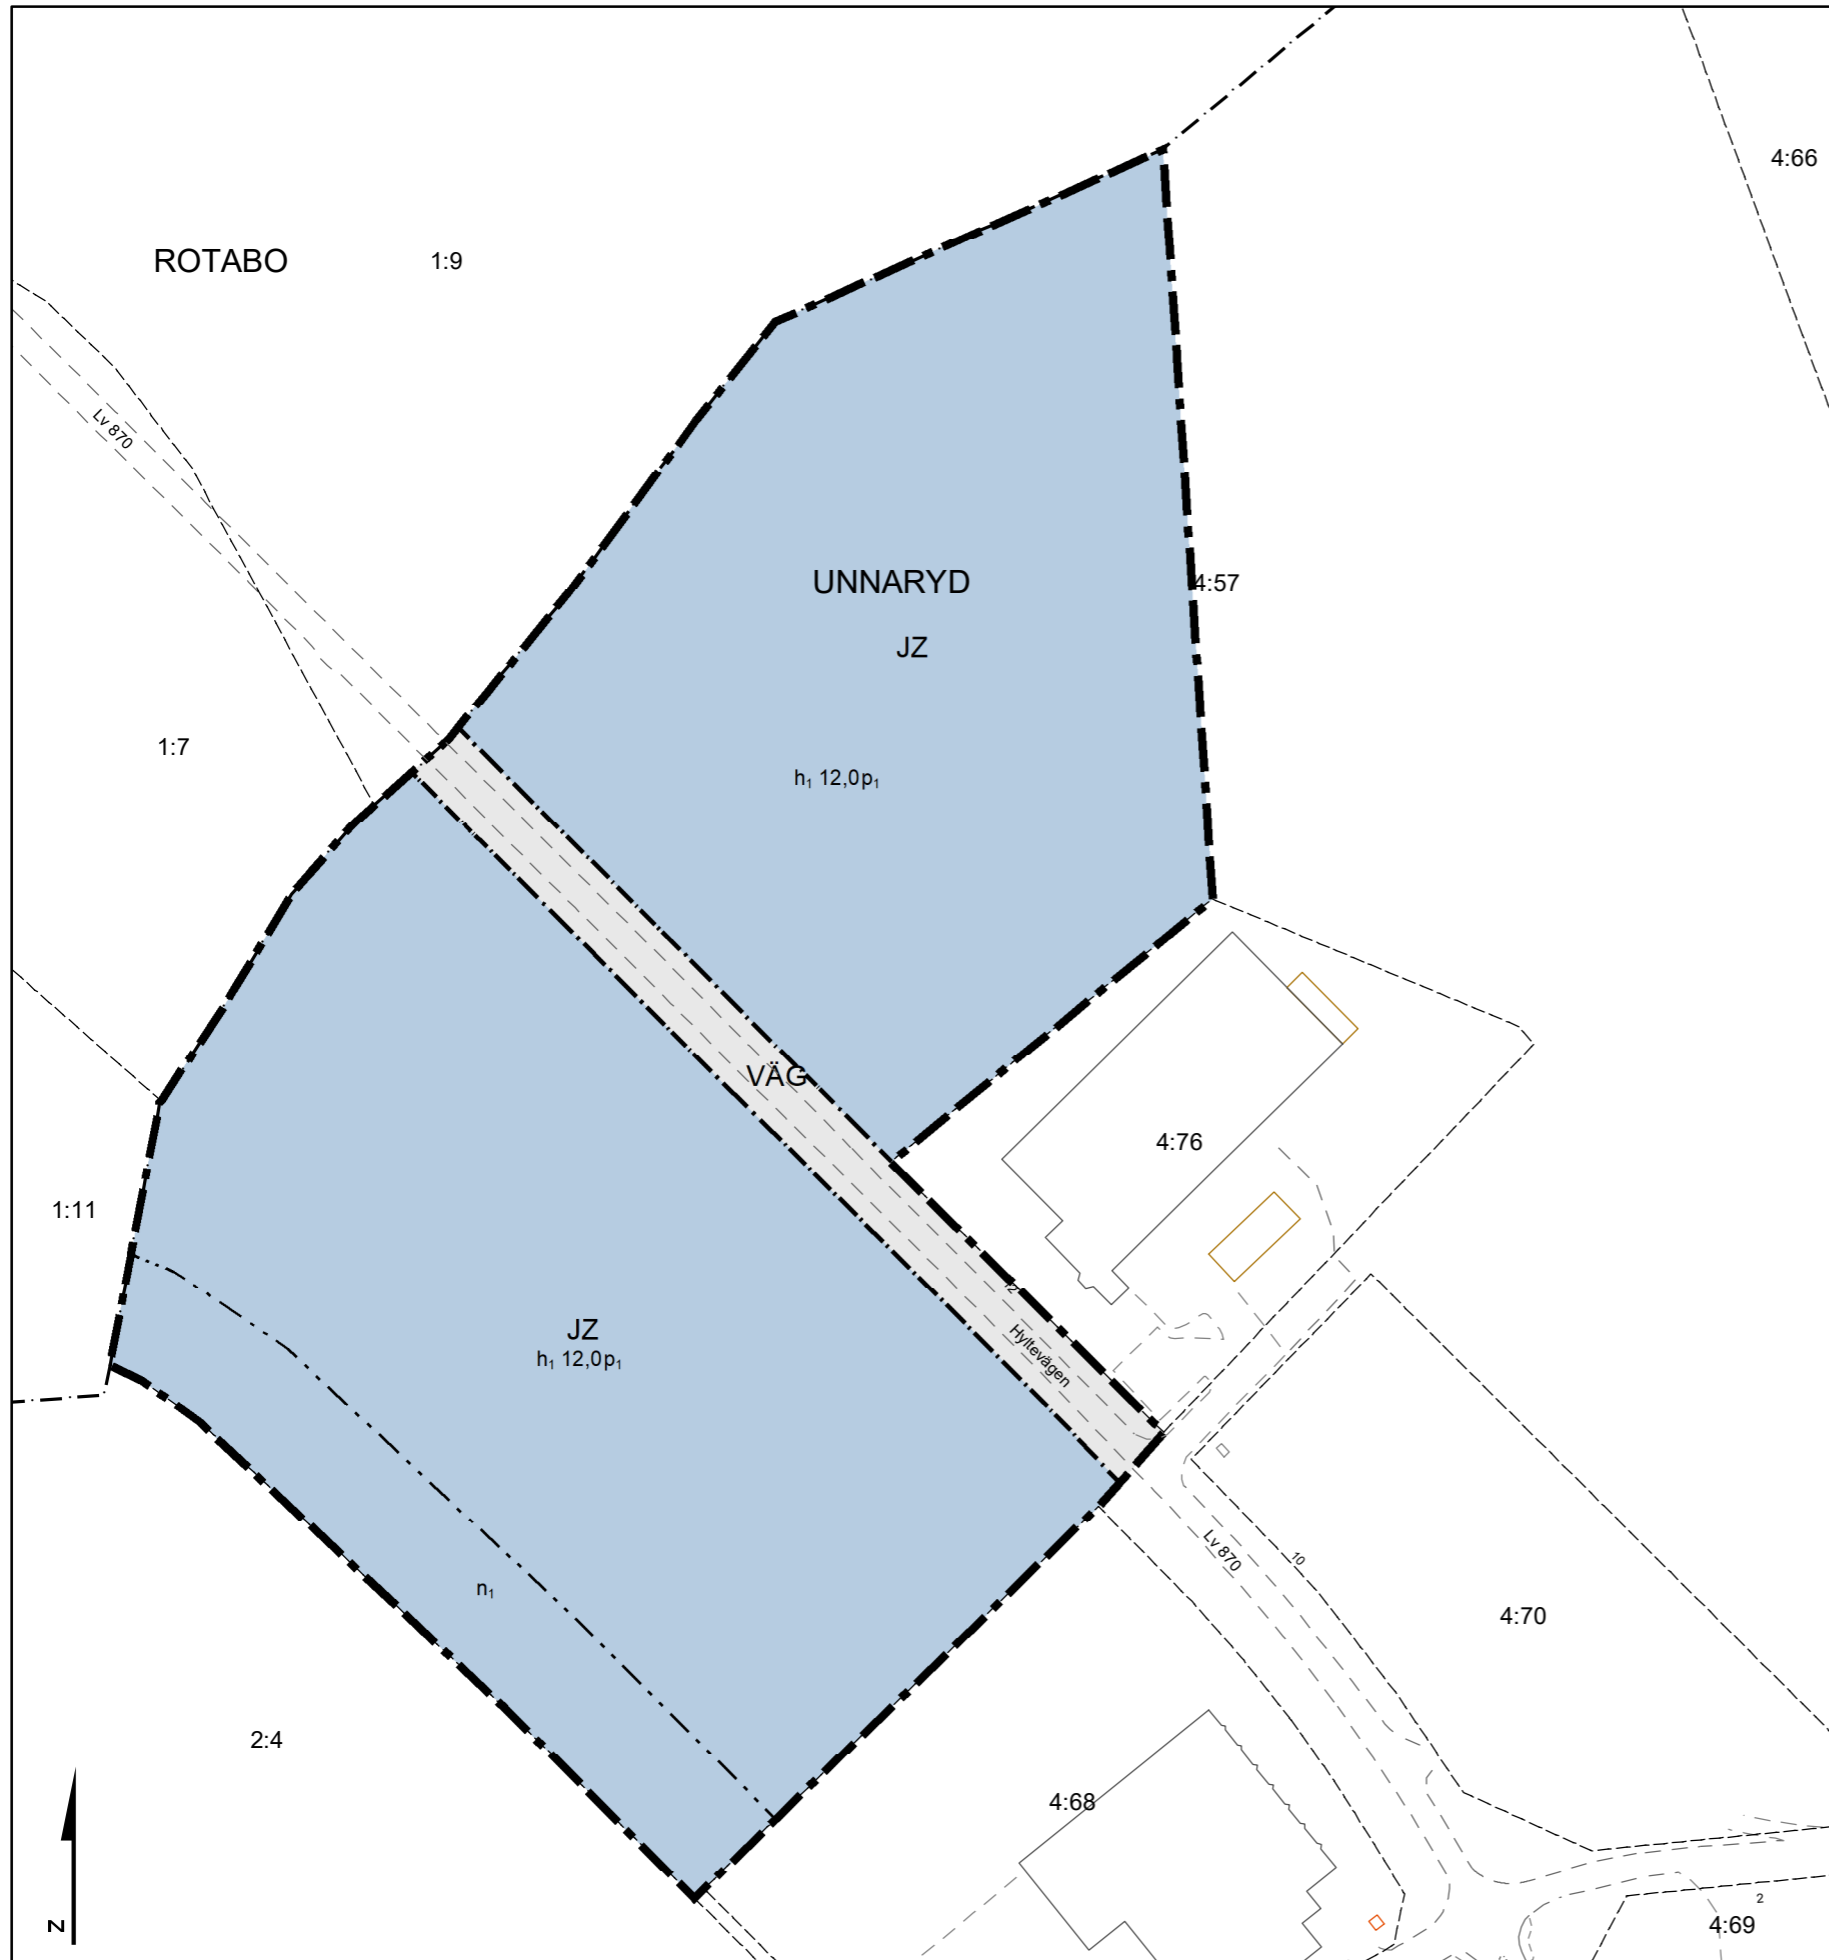 4:66
ROTABO 1:9
Lv 870
UNNARYD
4:57
JZ
1:7
h₁ 12,0p₁
VÄG
4:76
1:11
12
JZ
Hyltevägen
h₁ 12,0p₁
Lv 870
10
n₁
4:70
2:4
4:68
2
4:69
N